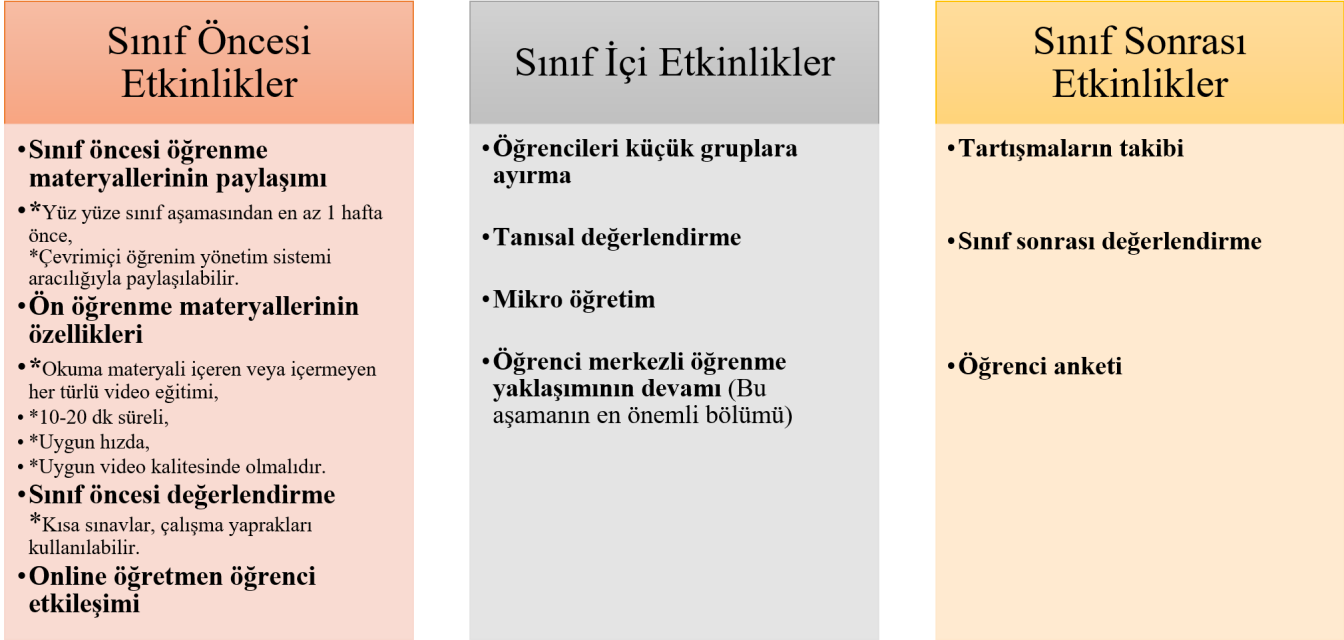 Sınıf Öncesi
Etkinlikler
•Sınıf öncesi öğrenme
materyallerinin paylaşımı
•*Yüz yüze sınıf aşamasından en az 1 hafta
önce,
*Çevrimiçi öğrenim yönetim sistemi
aracılığıyla paylaşılabilir.
•Ön öğrenme materyallerinin
özellikleri
•*Okuma materyali içeren veya içermeyen
her türlü video eğitimi,
•*10-20 dk süreli,
•*Uygun hızda,
•*Uygun video kalitesinde olmalıdır.
•Sınıf öncesi değerlendirme
*Kısa sınavlar, çalışma yaprakları
kullanılabilir.
•Online öğretmen öğrenci
etkileşimi
Sınıf İçi Etkinlikler
•Öğrencileri küçük gruplara
ayırma
•Tanısal değerlendirme
•Mikro öğretim
•Öğrenci merkezli öğrenme
yaklaşımının devamı (Bu
aşamanın en önemli bölümü)
Sınıf Sonrası
Etkinlikler
•Tartışmaların takibi
•Sınıf sonrası değerlendirme
•Öğrenci anketi